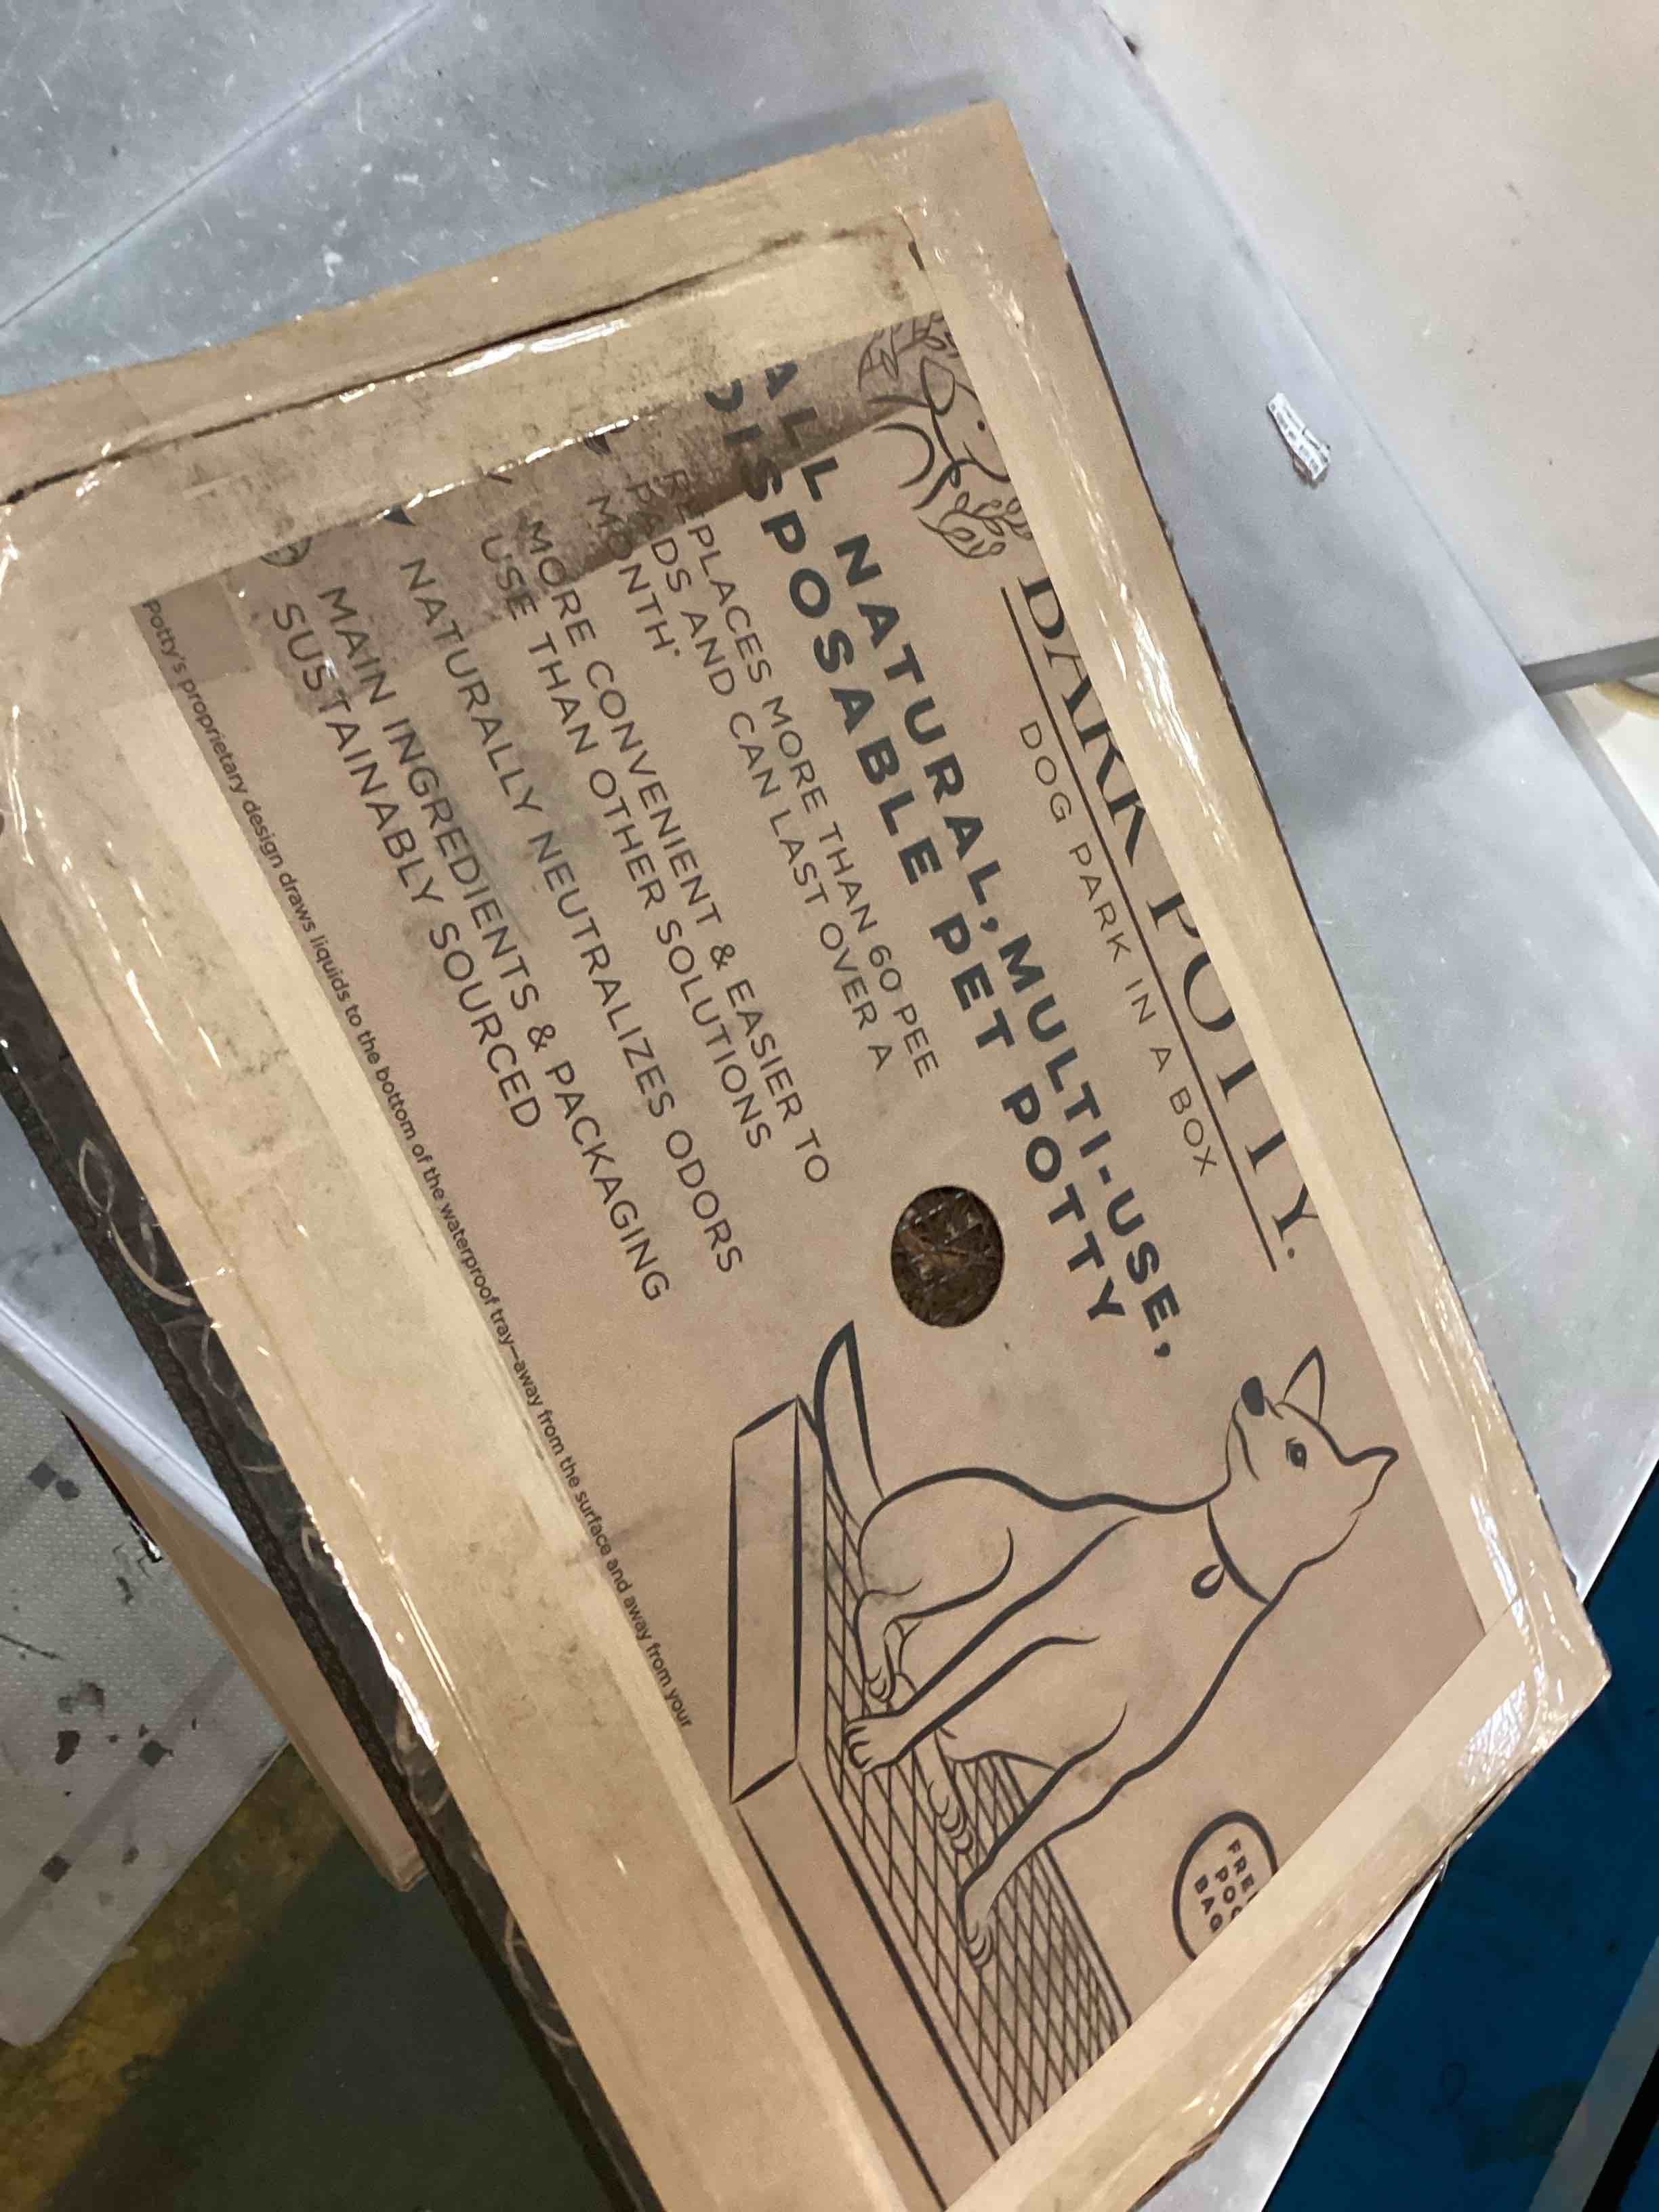 BARK POTTY.
DOG PARK IN A BOX
ALL NATURAL, MULTI-USE,
DISPOSABLE PET POTTY
REPLACES MORE THAN 60 PEE
PADS AND CAN LAST OVER A
MONTH*
MORE CONVENIENT & EASIER TO
USE THAN OTHER SOLUTIONS
NATURALLY NEUTRALIZES ODORS
MAIN INGREDIENTS & PACKAGING
SUSTAINABLY SOURCED
Potty's proprietary design draws liquids to the bottom of the waterproof tray—away from the surface and away from your
FREE
POO
BAG